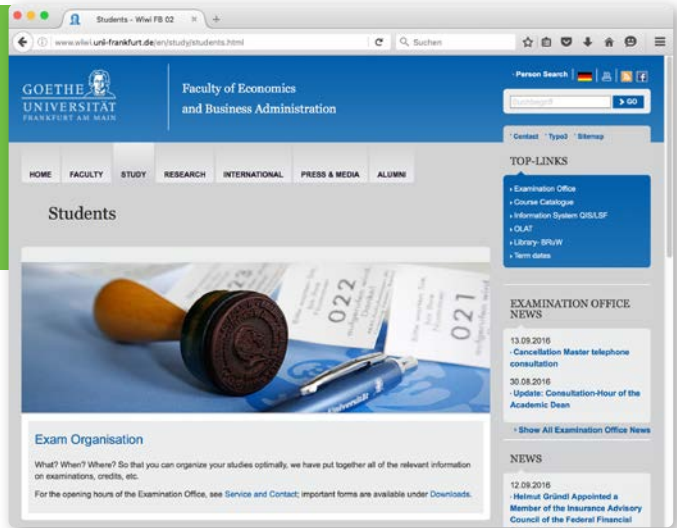 Students - Wiwi FB 02
www.wiwi.uni-frankfurt.de/en/study/students.html
Suchen
GOETHE
UNIVERSITÄT
FRANKFURT AM MAIN
Faculty of Economics
and Business Administration
Person Search
Suchbegriff
GO
Contact Typo3 Sitemap
HOME FACULTY STUDY RESEARCH INTERNATIONAL PRESS & MEDIA ALUMNI
Students
TOP-LINKS
Examination Office
Course Catalogue
Information System QIS/LSF
OLAT
Library- BRuW
Term dates
022
021
EXAMINATION OFFICE
NEWS
13.09.2016
Cancellation Master telephone
consultation
30.08.2016
Update: Consultation-Hour of the
Academic Dean
Show All Examination Office News
Exam Organisation
What? When? Where? So that you can organize your studies optimally, we have put together all of the relevant information
on examinations, credits, etc.
For the opening hours of the Examination Office, see Service and Contact; important forms are available under Downloads.
NEWS
12.09.2016
Helmut Gründl Appointed a
Member of the Insurance Advisory
Council of the Federal Financial